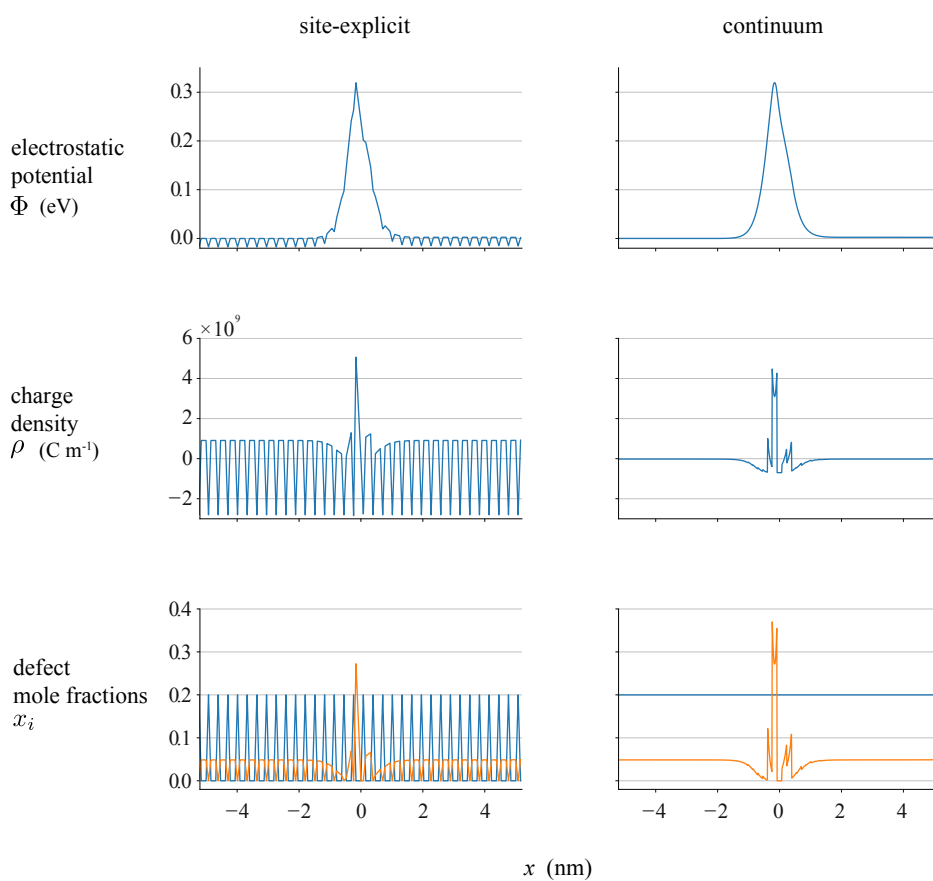 site-explicit
continuum
electrostatic
potential
Φ (eV)
0.3
0.2
0.1
0.0
charge
density
ρ (C m⁻¹)
6 ×10⁹
4
2
0
−2
defect
mole fractions
xᵢ
0.4
0.3
0.2
0.1
0.0
−4 −2 0 2 4
−4 −2 0 2 4
x (nm)